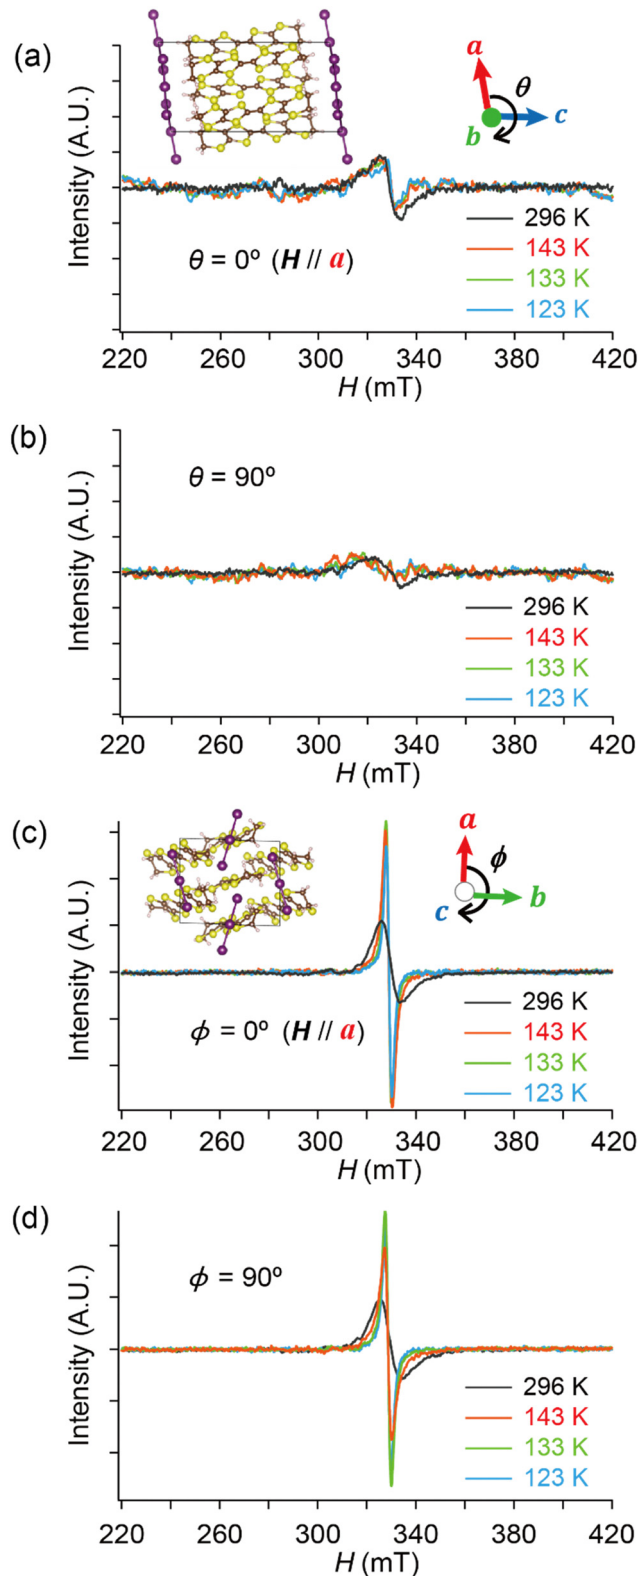 (a)
Intensity (A.U.)
a
θ
b
c
θ = 0º (H // a)
296 K
143 K
133 K
123 K
220 260 300 340 380 420
H (mT)
(b)
Intensity (A.U.)
θ = 90º
296 K
143 K
133 K
123 K
220 260 300 340 380 420
H (mT)
(c)
Intensity (A.U.)
a
ϕ
c
b
ϕ = 0º (H // a)
296 K
143 K
133 K
123 K
220 260 300 340 380 420
H (mT)
(d)
Intensity (A.U.)
ϕ = 90º
296 K
143 K
133 K
123 K
220 260 300 340 380 420
H (mT)